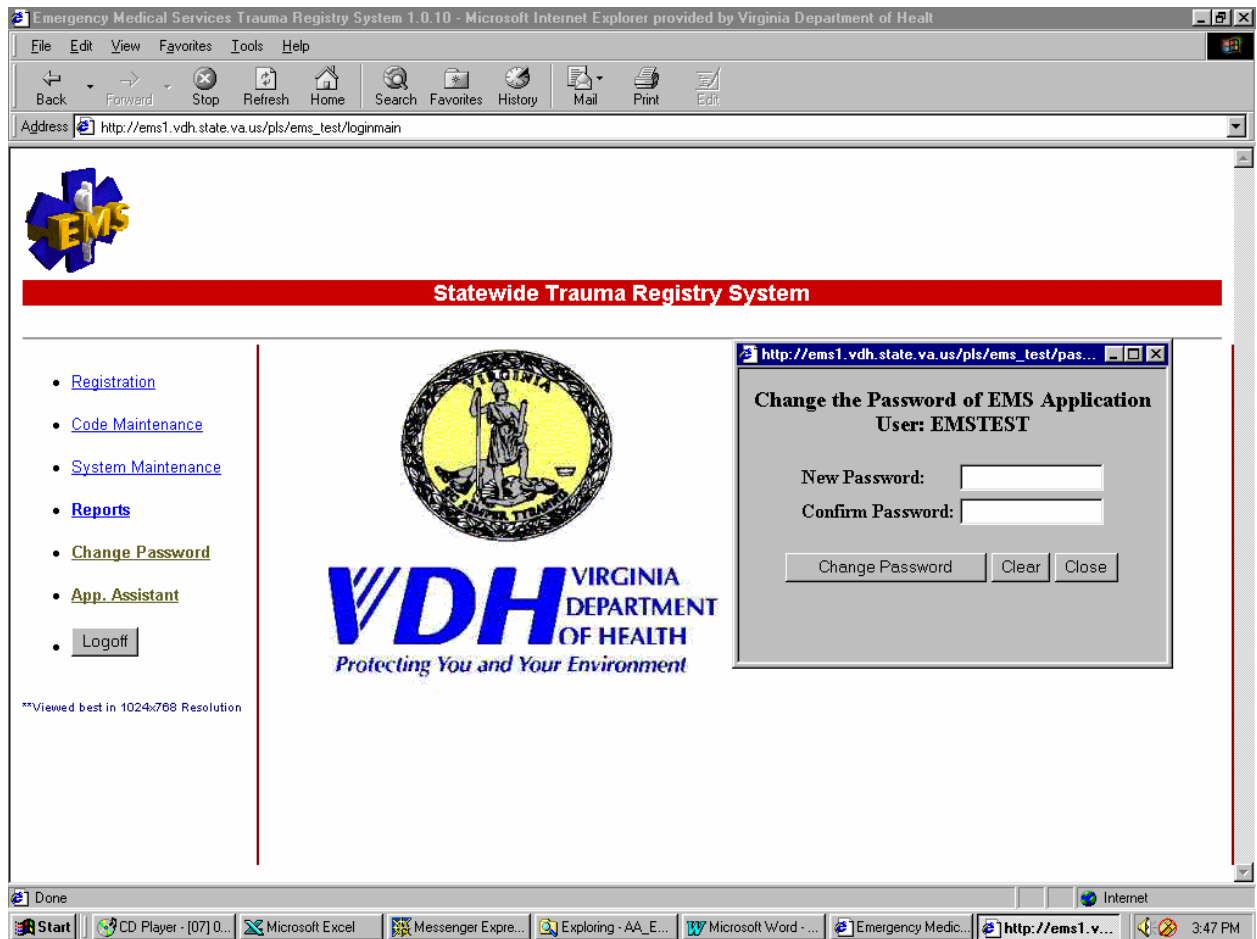 Emergency Medical Services Trauma Registry System 1.0.10 - Microsoft Internet Explorer provided by Virginia Department of Healt
File Edit View Favorites Tools Help
Back Forward Stop Refresh Home Search Favorites History Mail Print Edit
Address http://ems1.vdh.state.va.us/pls/ems_test/loginmain
EMS
Statewide Trauma Registry System
Registration
Code Maintenance
System Maintenance
Reports
Change Password
App. Assistant
Logoff
**Viewed best in 1024x768 Resolution
VIRGINIA
SIC SEMPER TYRANNIS
VDH VIRGINIA
DEPARTMENT
OF HEALTH
Protecting You and Your Environment
http://ems1.vdh.state.va.us/pls/ems_test/pas...
Change the Password of EMS Application
User: EMSTEST
New Password:
Confirm Password:
Change Password Clear Close
Done Internet
Start CD Player - [07] 0... Microsoft Excel Messenger Expre... Exploring - AA_E... Microsoft Word - ... Emergency Medic... http://ems1.v... 3:47 PM